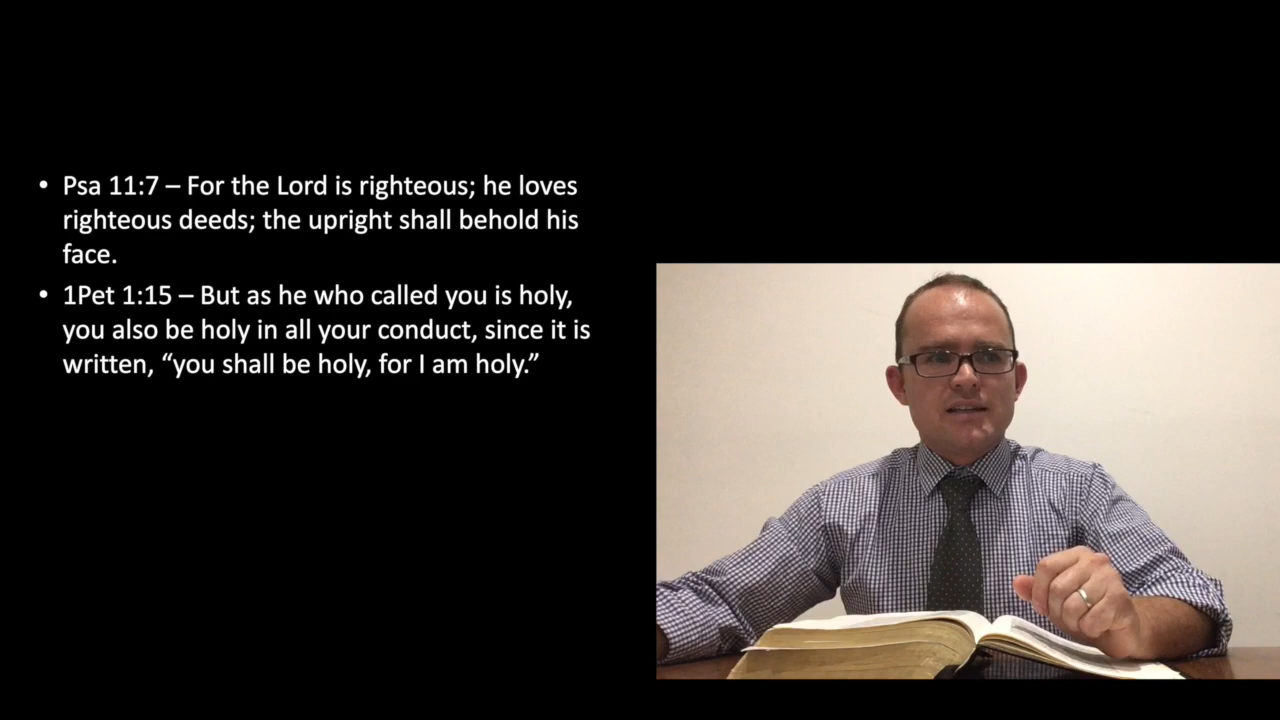 • Psa 11:7 – For the Lord is righteous; he loves
righteous deeds; the upright shall behold his
face.
• 1Pet 1:15 – But as he who called you is holy,
you also be holy in all your conduct, since it is
written, “you shall be holy, for I am holy.”